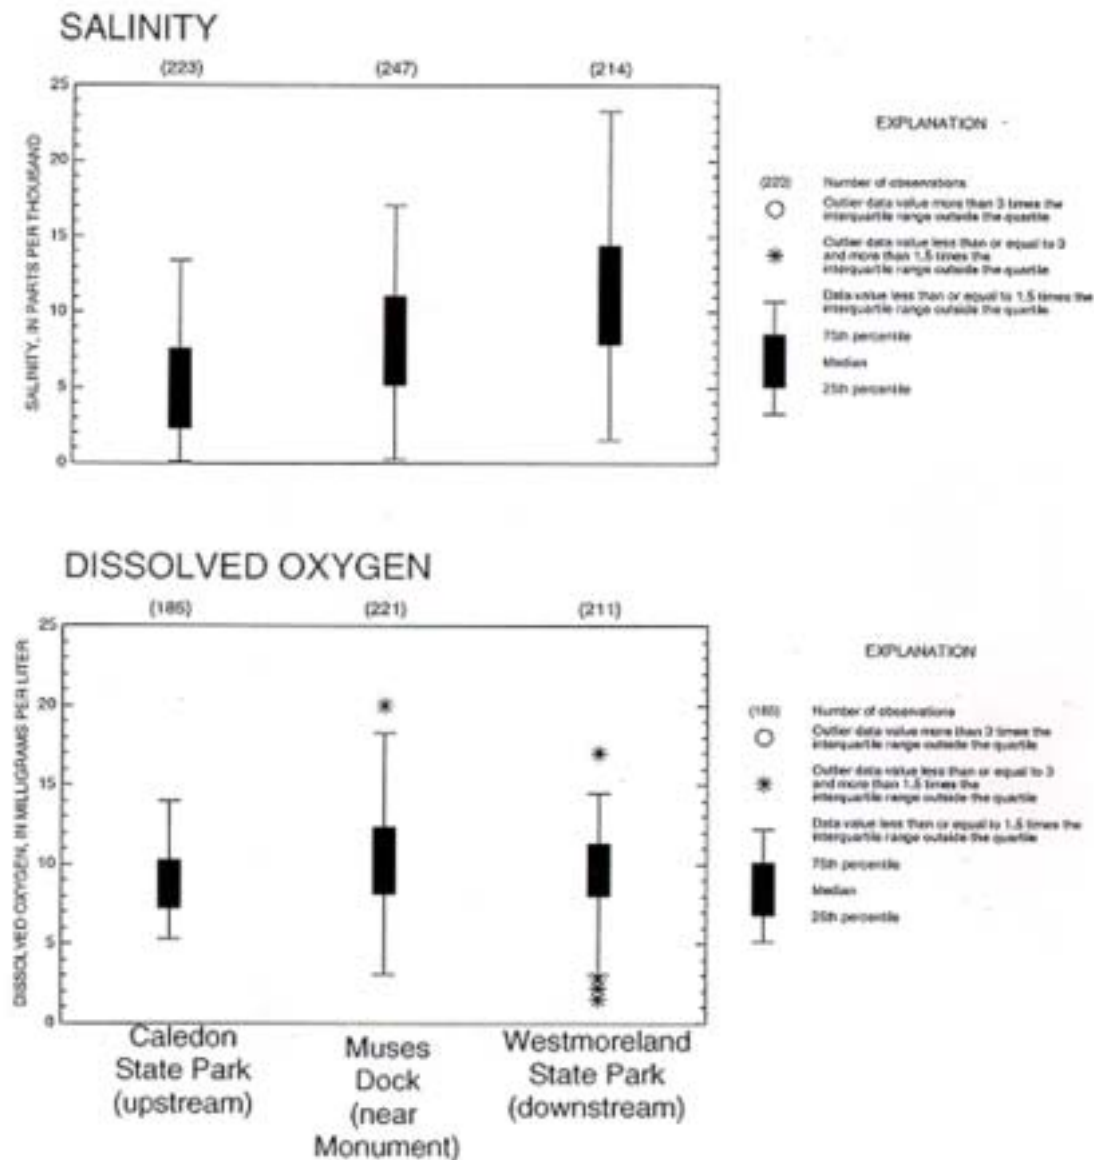 SALINITY
(223) (247) (214)
25
20
15
10
5
0
SALINITY, IN PARTS PER THOUSAND
EXPLANATION
(223) Number of observations
Outlier data value more than 3 times the
interquartile range outside the quartile
Outlier data value less than or equal to 3
and more than 1.5 times the
interquartile range outside the quartile
Data value less than or equal to 1.5 times the
interquartile range outside the quartile
75th percentile
Median
25th percentile
DISSOLVED OXYGEN
(185) (221) (211)
25
20
15
10
5
0
DISSOLVED OXYGEN, IN MILLIGRAMS PER LITER
EXPLANATION
(185) Number of observations
Outlier data value more than 3 times the
interquartile range outside the quartile
Outlier data value less than or equal to 3
and more than 1.5 times the
interquartile range outside the quartile
Data value less than or equal to 1.5 times the
interquartile range outside the quartile
75th percentile
Median
25th percentile
Caledon
State Park
(upstream)
Muses
Dock
(near
Monument)
Westmoreland
State Park
(downstream)